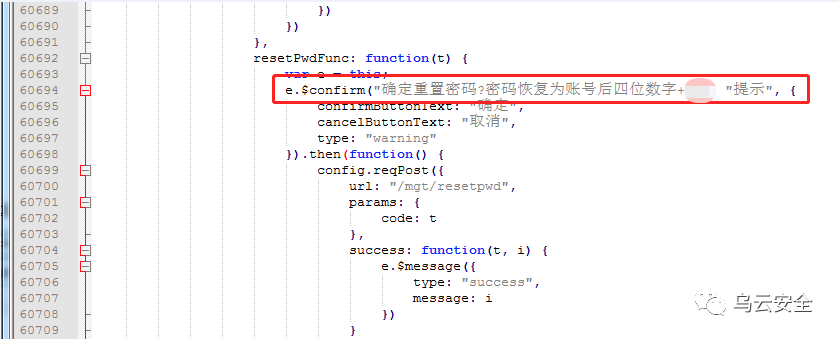 60689 })
60690 })
60691 },
60692 resetPwdFunc: function(t) {
60693 var e = this;
60694 e.$confirm("确定重置密码?密码恢复为账号后四位数字+ "提示", {
60695 confirmButtonText: "确定",
60696 cancelButtonText: "取消",
60697 type: "warning"
60698 }).then(function() {
60699 config.reqPost({
60700 url: "/mgt/resetpwd",
60701 params: {
60702 code: t
60703 },
60704 success: function(t, i) {
60705 e.$message({
60706 type: "success",
60707 message: i
60708 })
60709 }
乌云安全